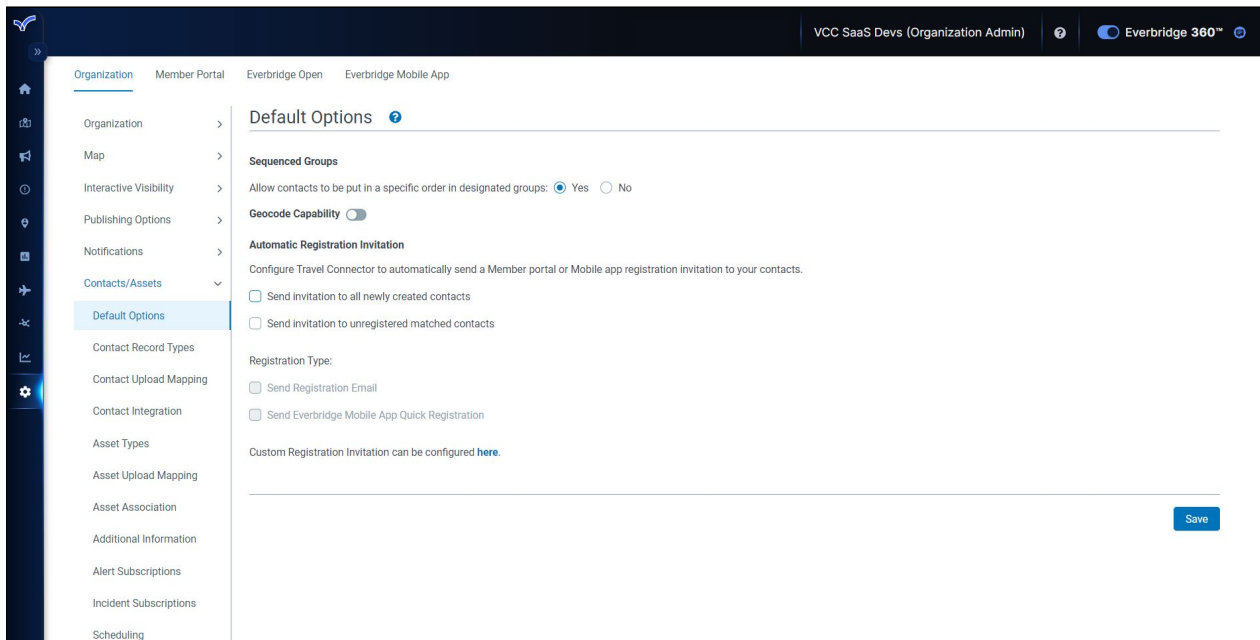 VCC SaaS Devs (Organization Admin)
Everbridge 360™
Organization
Member Portal
Everbridge Open
Everbridge Mobile App
Organization
Map
Interactive Visibility
Publishing Options
Notifications
Contacts/Assets
Default Options
Contact Record Types
Contact Upload Mapping
Contact Integration
Asset Types
Asset Upload Mapping
Asset Association
Additional Information
Alert Subscriptions
Incident Subscriptions
Scheduling
Default Options
Sequenced Groups
Allow contacts to be put in a specific order in designated groups: Yes No
Geocode Capability
Automatic Registration Invitation
Configure Travel Connector to automatically send a Member portal or Mobile app registration invitation to your contacts.
Send invitation to all newly created contacts
Send invitation to unregistered matched contacts
Registration Type:
Send Registration Email
Send Everbridge Mobile App Quick Registration
Custom Registration Invitation can be configured here.
Save